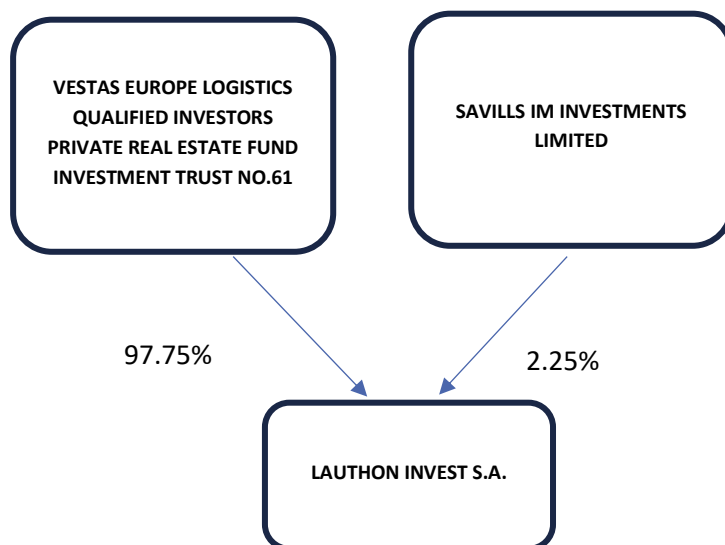 VESTAS EUROPE LOGISTICS
QUALIFIED INVESTORS
PRIVATE REAL ESTATE FUND
INVESTMENT TRUST NO.61
SAVILLS IM INVESTMENTS
LIMITED
97.75%
2.25%
LAUTHON INVEST S.A.